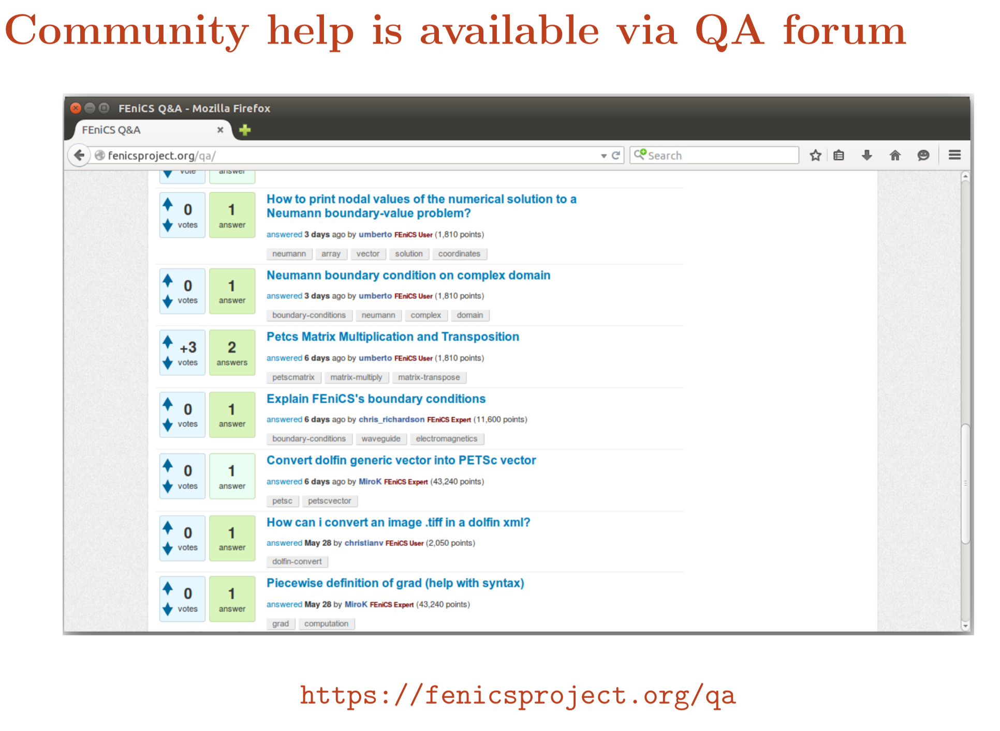 Community help is available via QA forum
FEniCS Q&A - Mozilla Firefox
FEniCS Q&A
fenicsproject.org/qa/
Search
vote answer
0 1 How to print nodal values of the numerical solution to a
votes answer Neumann boundary-value problem?
answered 3 days ago by umberto FEniCS User (1,810 points)
neumann array vector solution coordinates
0 1 Neumann boundary condition on complex domain
votes answer answered 3 days ago by umberto FEniCS User (1,810 points)
boundary-conditions neumann complex domain
+3 2 Petcs Matrix Multiplication and Transposition
votes answers answered 6 days ago by umberto FEniCS User (1,810 points)
petscmatrix matrix-multiply matrix-transpose
0 1 Explain FEniCS's boundary conditions
votes answer answered 6 days ago by chris_richardson FEniCS Expert (11,600 points)
boundary-conditions waveguide electromagnetics
0 1 Convert dolfin generic vector into PETSc vector
votes answer answered 6 days ago by MiroK FEniCS Expert (43,240 points)
petsc petscvector
0 1 How can i convert an image .tiff in a dolfin xml?
votes answer answered May 28 by christianv FEniCS User (2,050 points)
dolfin-convert
0 1 Piecewise definition of grad (help with syntax)
votes answer answered May 28 by MiroK FEniCS Expert (43,240 points)
grad computation
https://fenicsproject.org/qa